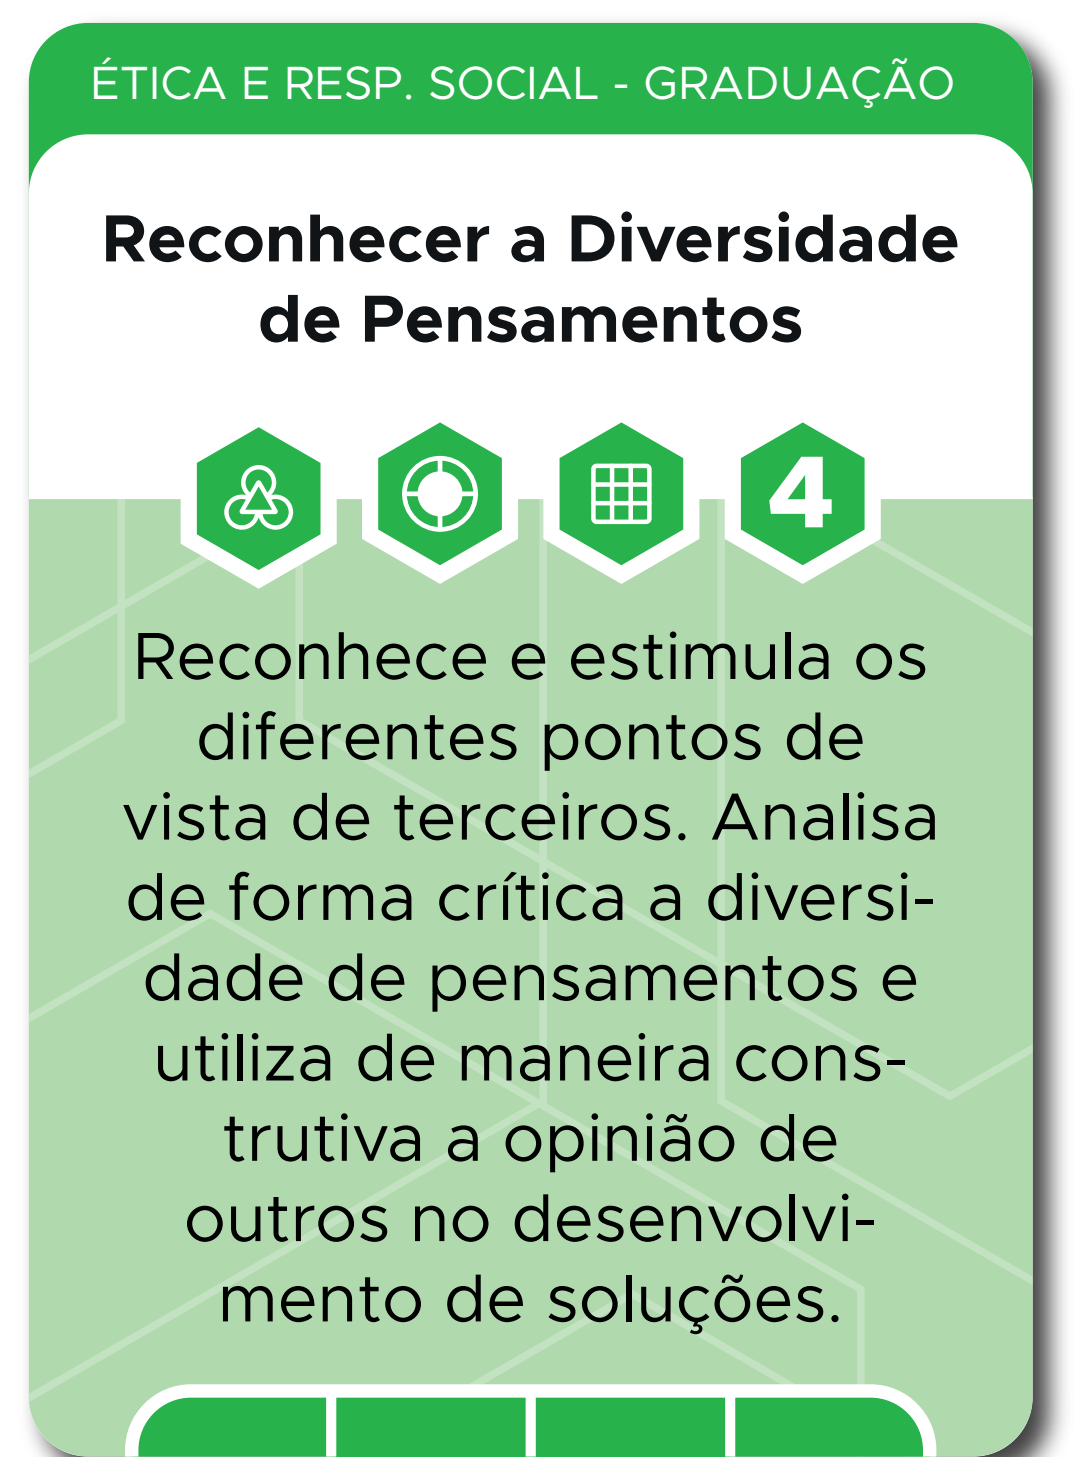 ÉTICA E RESP. SOCIAL - GRADUAÇÃO
Reconhecer a Diversidade
de Pensamentos
4
Reconhece e estimula os
diferentes pontos de
vista de terceiros. Analisa
de forma crítica a diversi-
dade de pensamentos e
utiliza de maneira cons-
trutiva a opinião de
outros no desenvolvi-
mento de soluções.